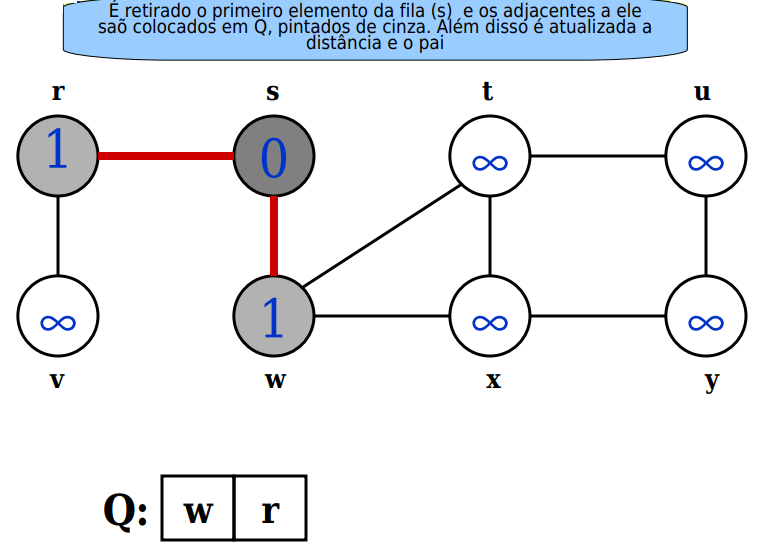 É retirado o primeiro elemento da fila (s) e os adjacentes a ele
saõ colocados em Q, pintados de cinza. Além disso é atualizada a
distância e o pai
r s t u
1 0 ∞ ∞
∞ 1 ∞ ∞
v w x y
Q: w r